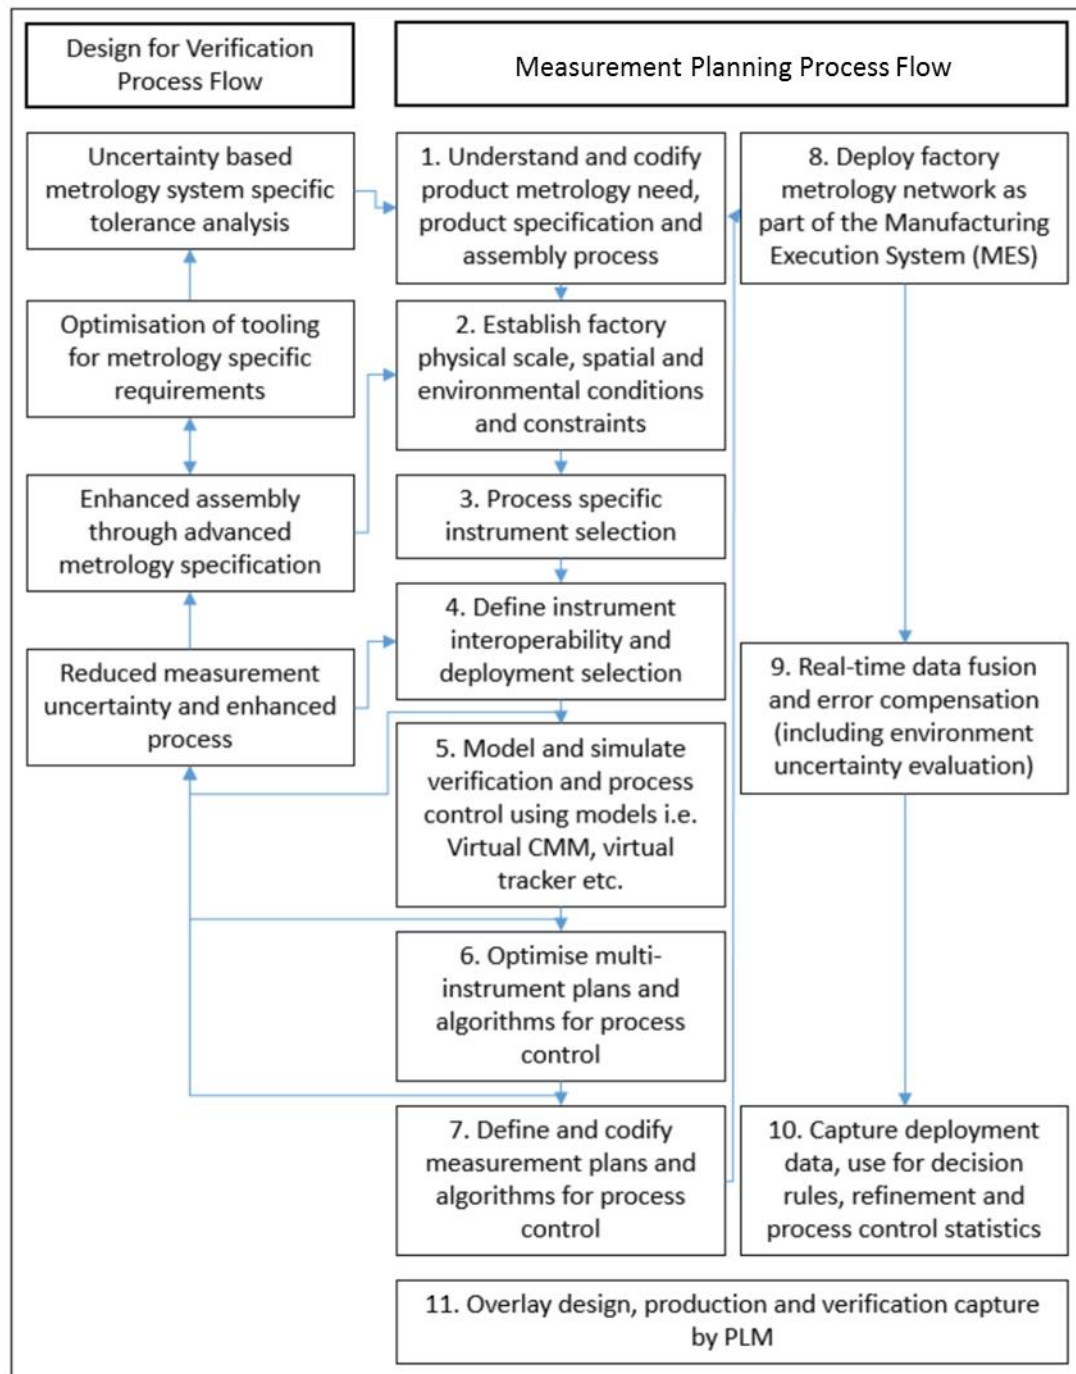 Design for Verification
Process Flow
Measurement Planning Process Flow
Uncertainty based
metrology system specific
tolerance analysis
Optimisation of tooling
for metrology specific
requirements
Enhanced assembly
through advanced
metrology specification
Reduced measurement
uncertainty and enhanced
process
1. Understand and codify
product metrology need,
product specification and
assembly process
2. Establish factory
physical scale, spatial and
environmental conditions
and constraints
3. Process specific
instrument selection
4. Define instrument
interoperability and
deployment selection
5. Model and simulate
verification and process
control using models i.e.
Virtual CMM, virtual
tracker etc.
6. Optimise multi-
instrument plans and
algorithms for process
control
7. Define and codify
measurement plans and
algorithms for process
control
8. Deploy factory
metrology network as
part of the Manufacturing
Execution System (MES)
9. Real-time data fusion
and error compensation
(including environment
uncertainty evaluation)
10. Capture deployment
data, use for decision
rules, refinement and
process control statistics
11. Overlay design, production and verification capture
by PLM